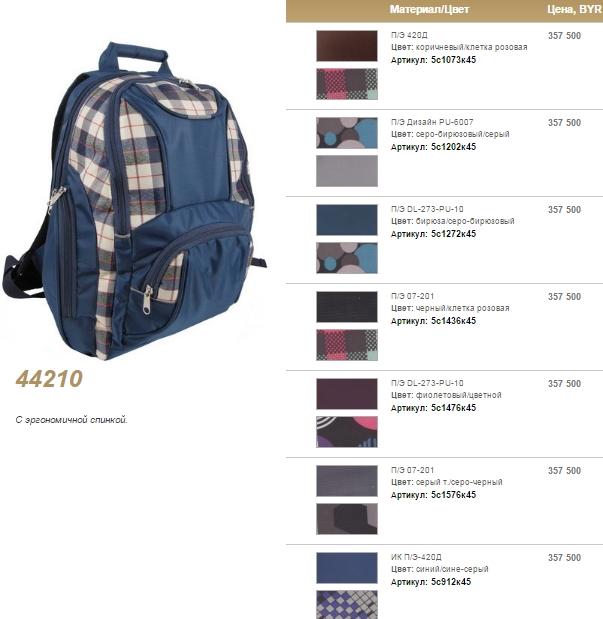 Материал/Цвет Цена, BYR
П/Э 420Д 357 500
Цвет: коричневый/клетка розовая
Артикул: 5с1073к45
П/Э Дизайн PU-6007 357 500
Цвет: серо-бирюзовый/серый
Артикул: 5с1202к45
П/Э DL-273-PU-10 357 500
Цвет: бирюза/серо-бирюзовый
Артикул: 5с1272к45
П/Э 07-201 357 500
Цвет: черный/клетка розовая
Артикул: 5с1436к45
44210
С эргономичной спинкой.
П/Э DL-273-PU-10 357 500
Цвет: фиолетовый/цветной
Артикул: 5с1476к45
П/Э 07-201 357 500
Цвет: серый т./серо-черный
Артикул: 5с1576к45
ИК П/Э-420Д 357 500
Цвет: синий/сине-серый
Артикул: 5с912к45